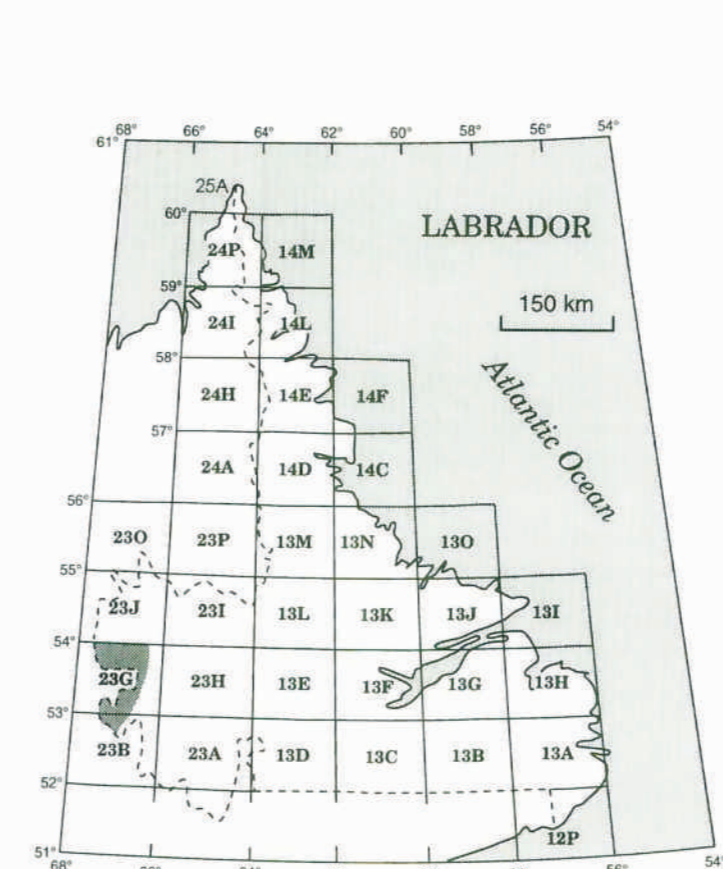 68° 66° 64° 62° 60° 58° 56° 54°
61°
25A
60°
LABRADOR
24P 14M
59°
150 km
24I 14L
58°
Atlantic Ocean
24H 14E 14F
57°
24A 14D 14C
56°
23O 23P 13M 13N 13O
55°
23J 23I 13L 13K 13J 13I
54°
23G 23H 13E 13F 13G 13H
53°
23B 23A 13D 13C 13B 13A
52°
12P
51°
68° 64° 56° 54°